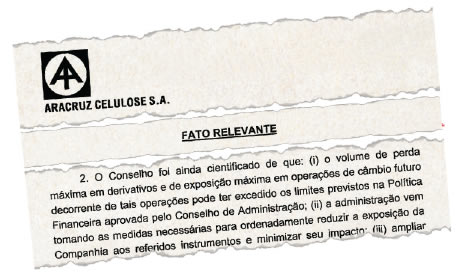 ARACRUZ CELULOSE S.A.
FATO RELEVANTE
2. O Conselho foi ainda cientificado de que: (i) o volume de perda
máxima em derivativos e de exposição máxima em operações de câmbio futuro
decorrente de tais operações pode ter excedido os limites previstos na Política
Financeira aprovada pelo Conselho de Administração; (ii) a administração vem
tomando as medidas necessárias para ordenadamente reduzir a exposição da
Companhia aos referidos instrumentos e minimizar seu impacto; (iii) ampliar